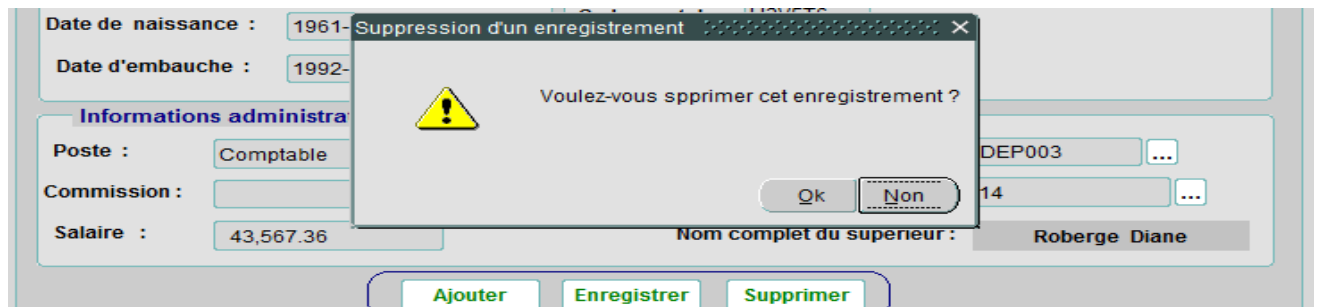 Date de naissance :
1961-
Suppression d'un enregistrement
Date d'embauche :
1992-
Voulez-vous spprimer cet enregistrement ?
Informations administra
Poste :
Comptable
DEP003
...
Commission :
Ok
Non
14
...
Salaire :
43,567.36
Nom complet du supérieur :
Roberge Diane
Ajouter
Enregistrer
Supprimer